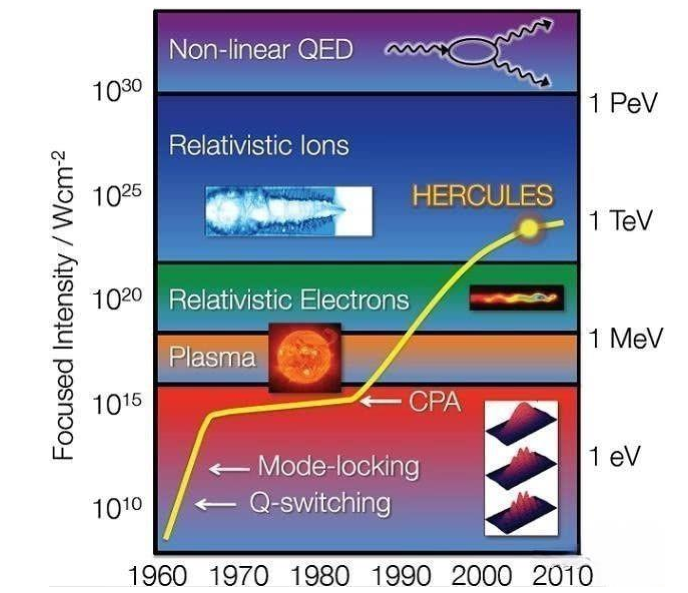 Non-linear QED
10³⁰
1 PeV
Relativistic Ions
10²⁵
HERCULES
1 TeV
Focused Intensity / Wcm⁻²
10²⁰
Relativistic Electrons
1 MeV
Plasma
10¹⁵
CPA
1 eV
Mode-locking
10¹⁰
Q-switching
1960 1970 1980 1990 2000 2010